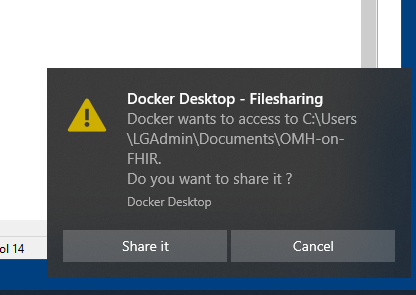 Docker Desktop - Filesharing
Docker wants to access to C:\Users
\LGAdmin\Documents\OMH-on-
FHIR.
Do you want to share it ?
Docker Desktop
Share it
Cancel
ol 14